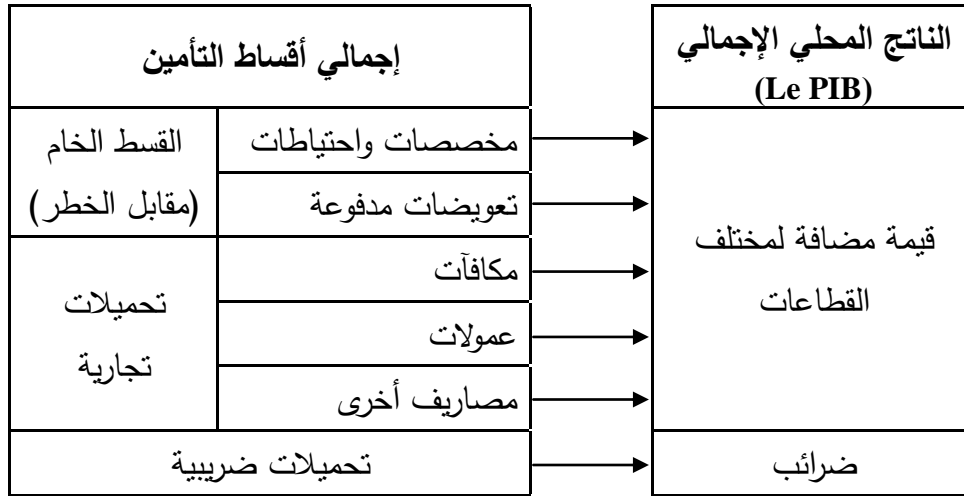 الناتج المحلي الإجمالي
(Le PIB)
إجمالي أقساط التأمين
القسط الخام
(مقابل الخطر)
مخصصات واحتياطات
تعويضات مدفوعة
تحميلات
تجارية
مكافآت
عمولات
مصاريف أخرى
قيمة مضافة لمختلف
القطاعات
تحميلات ضريبية
ضرائب